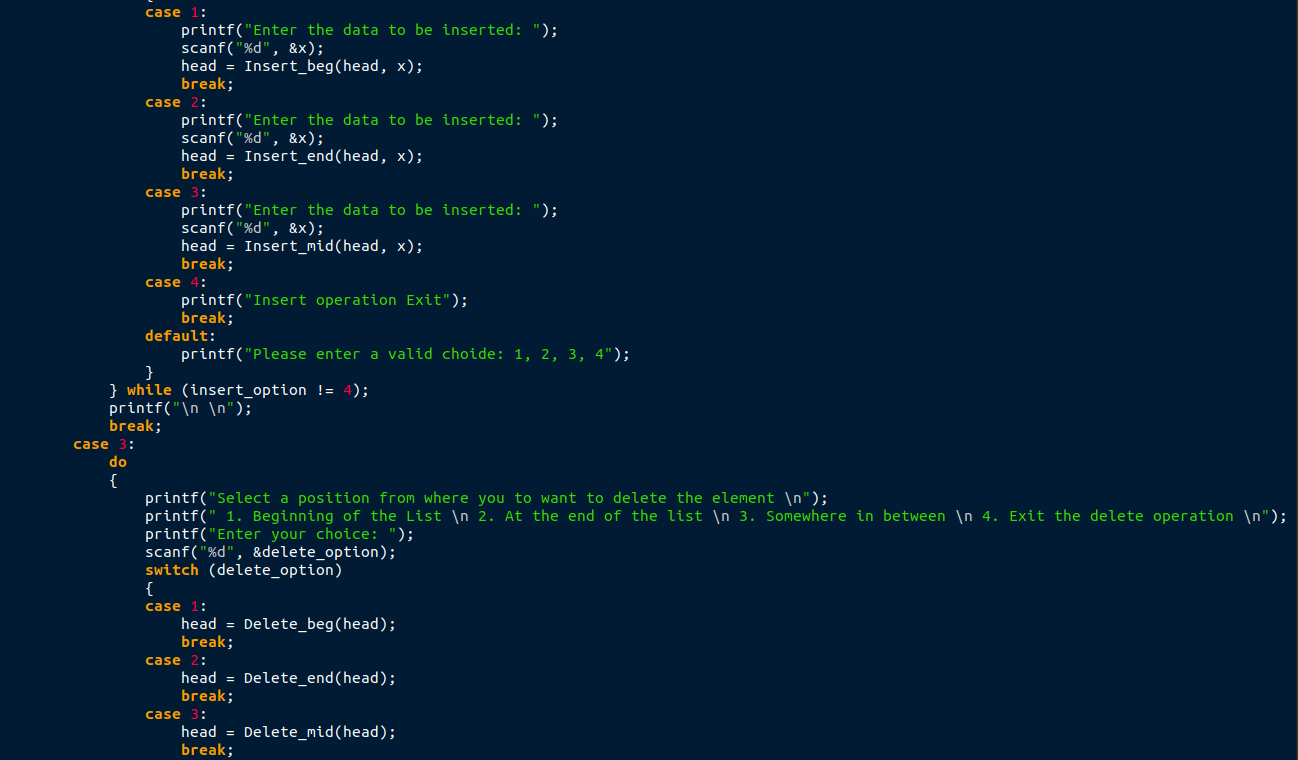 {
case 1:
printf("Enter the data to be inserted: ");
scanf("%d", &x);
head = Insert_beg(head, x);
break;
case 2:
printf("Enter the data to be inserted: ");
scanf("%d", &x);
head = Insert_end(head, x);
break;
case 3:
printf("Enter the data to be inserted: ");
scanf("%d", &x);
head = Insert_mid(head, x);
break;
case 4:
printf("Insert operation Exit");
break;
default:
printf("Please enter a valid choide: 1, 2, 3, 4");
}
} while (insert_option != 4);
printf("\n \n");
break;
case 3:
do
{
printf("Select a position from where you to want to delete the element \n");
printf(" 1. Beginning of the List \n 2. At the end of the list \n 3. Somewhere in between \n 4. Exit the delete operation \n");
printf("Enter your choice: ");
scanf("%d", &delete_option);
switch (delete_option)
{
case 1:
head = Delete_beg(head);
break;
case 2:
head = Delete_end(head);
break;
case 3:
head = Delete_mid(head);
break;